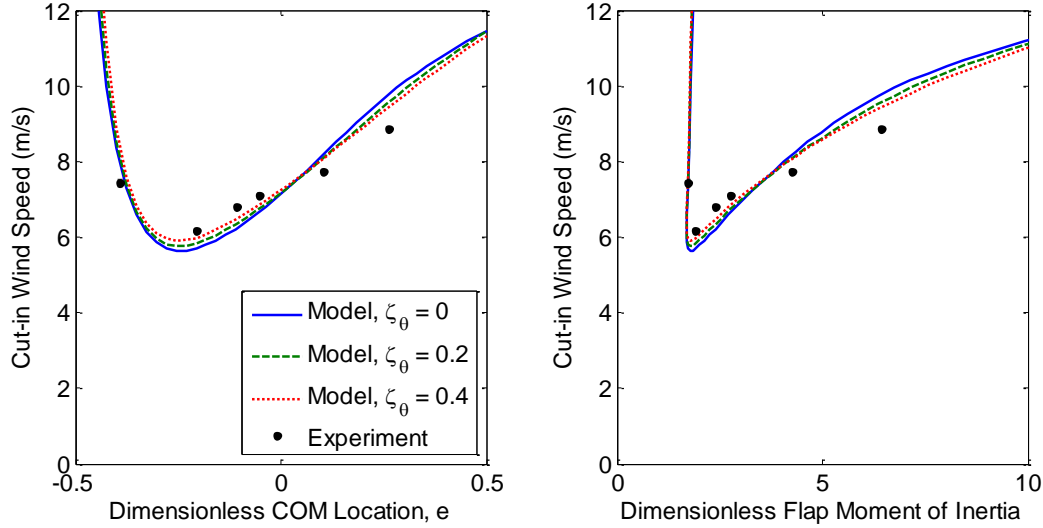 12
10
8
6
4
2
0
Cut-in Wind Speed (m/s)
-0.5
0
0.5
Dimensionless COM Location, e
Model, ζθ = 0
Model, ζθ = 0.2
Model, ζθ = 0.4
Experiment
12
10
8
6
4
2
0
Cut-in Wind Speed (m/s)
0
5
10
Dimensionless Flap Moment of Inertia